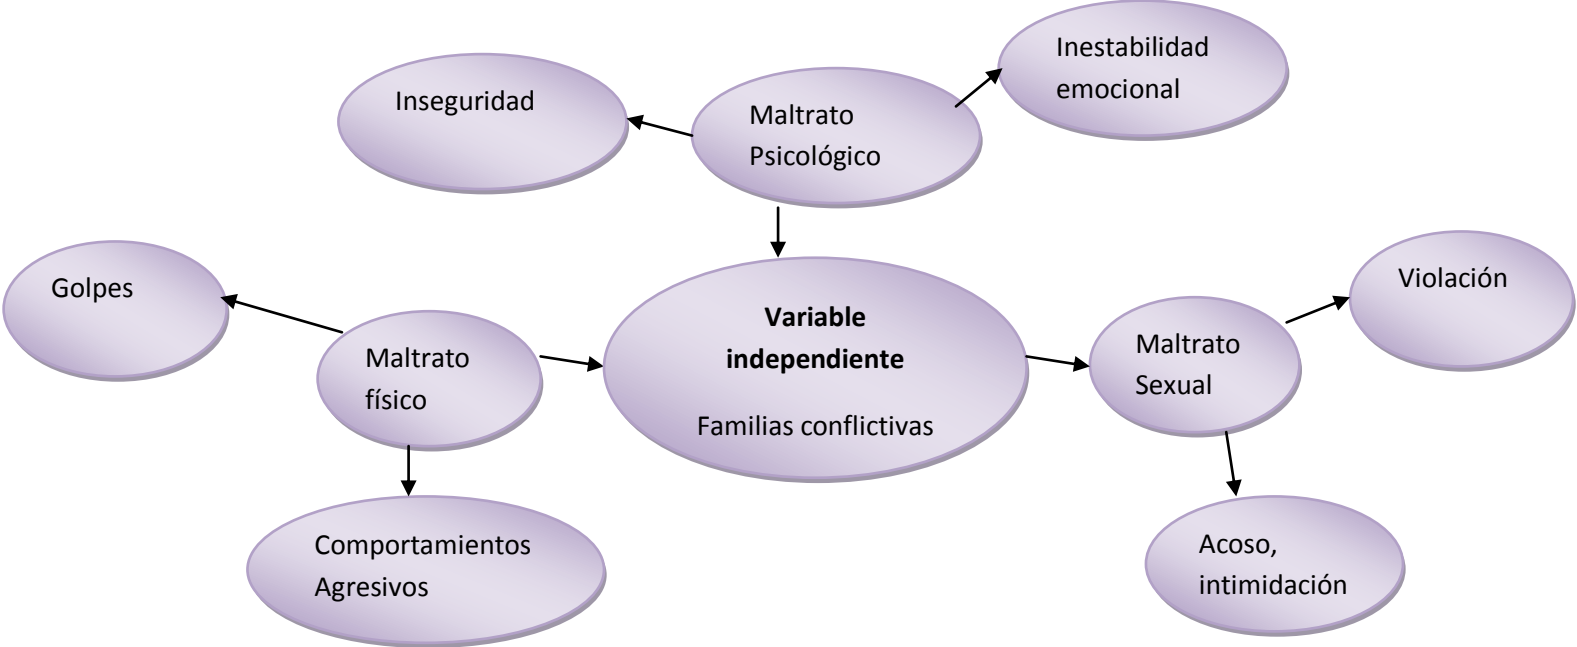 Inestabilidad
emocional
Inseguridad
Maltrato
Psicológico
Golpes
Maltrato
físico
Variable
independiente
Familias conflictivas
Maltrato
Sexual
Violación
Comportamientos
Agresivos
Acoso,
intimidación